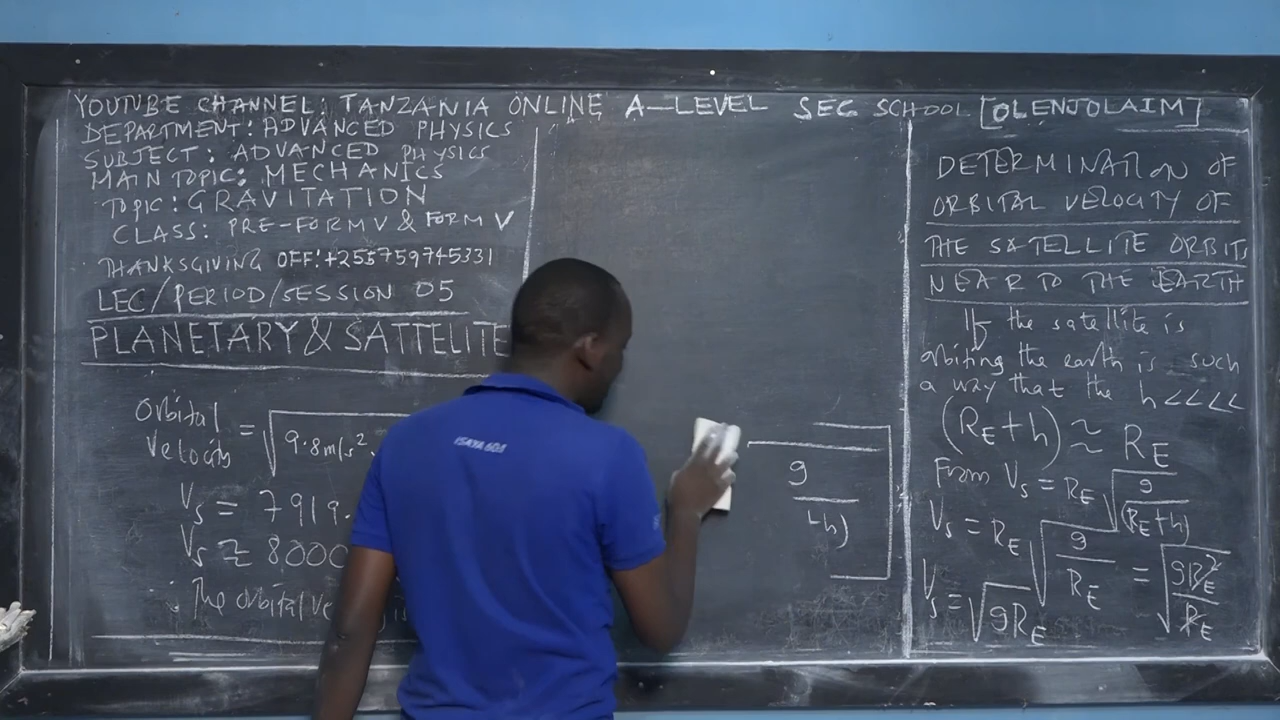 YOUTUBE CHANNEL: TANZANIA ONLINE A-LEVEL SEC SCHOOL [OLENJOLAIM]
DEPARTMENT: ADVANCED PHYSICS
SUBJECT: ADVANCED PHYSICS
MAIN TOPIC: MECHANICS
TOPIC: GRAVITATION
CLASS: PRE-FORM V & FORM V
THANKSGIVING OFF: +255759745331
LEC/PERIOD/SESSION 05
PLANETARY & SATTELITE
Orbital Velocity = √9.8m/s².
Vs = 7919.
Vs ≈ 8000
∴ The orbital ve
g
h)
DETERMINATION OF
ORBITAL VELOCITY OF
THE SATELLITE ORBITS
NEAR TO THE EARTH
If the satellite is
orbiting the earth is such
a way that the h <<<<
(RE+h) ≈ RE
From Vs = RE √g/(RE+h)
Vs = RE √g/RE = √gRE²/RE
Vs = √gRE